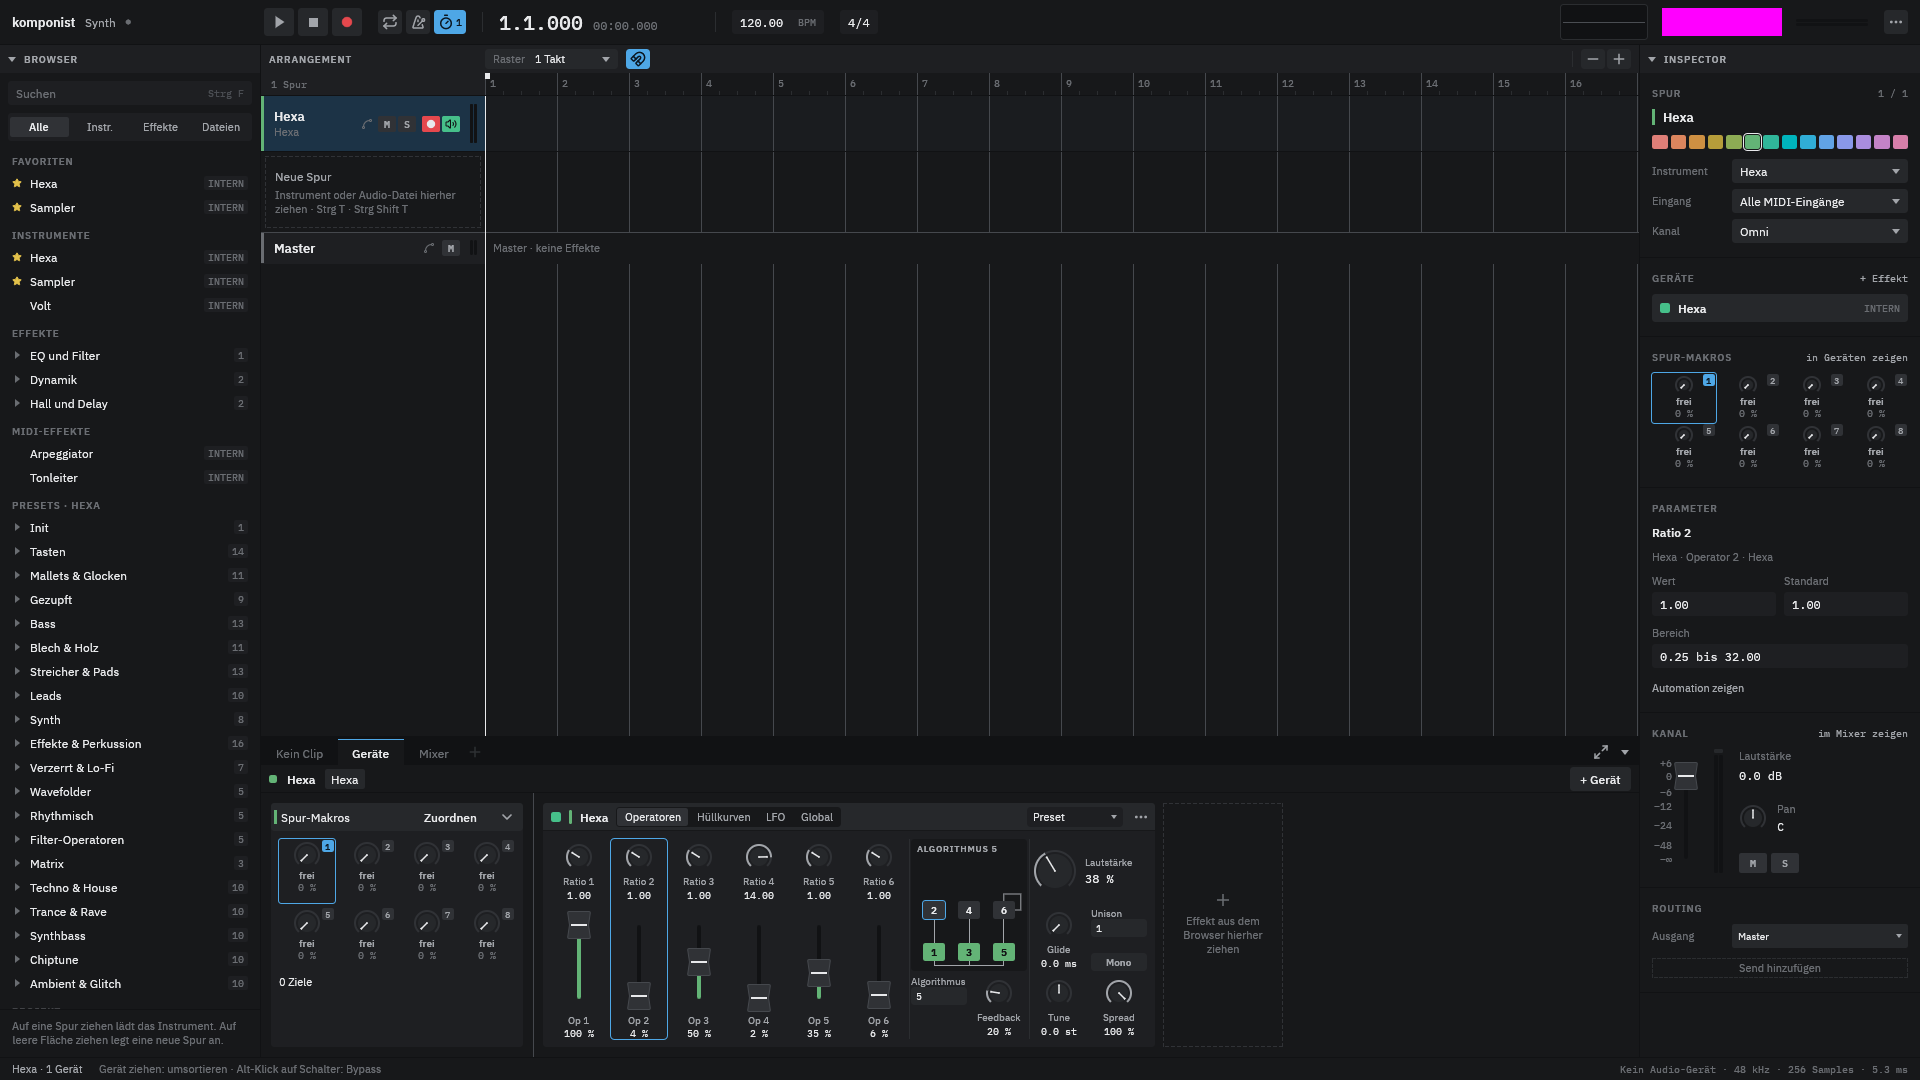 komponist Synth
1
1.1.000 00:00.000
120.00 BPM
4/4
BROWSER
Suchen Strg F
Alle Instr. Effekte Dateien
FAVORITEN
Hexa INTERN
Sampler INTERN
INSTRUMENTE
Hexa INTERN
Sampler INTERN
Volt INTERN
EFFEKTE
EQ und Filter 1
Dynamik 2
Hall und Delay 2
MIDI-EFFEKTE
Arpeggiator INTERN
Tonleiter INTERN
PRESETS · HEXA
Init 1
Tasten 14
Mallets & Glocken 11
Gezupft 9
Bass 13
Blech & Holz 11
Streicher & Pads 13
Leads 10
Synth 8
Effekte & Perkussion 16
Verzerrt & Lo-Fi 7
Wavefolder 5
Rhythmisch 5
Filter-Operatoren 5
Matrix 3
Techno & House 10
Trance & Rave 10
Synthbass 10
Chiptune 10
Ambient & Glitch 10
Auf eine Spur ziehen lädt das Instrument. Auf
leere Fläche ziehen legt eine neue Spur an.
ARRANGEMENT
Raster 1 Takt
1 Spur
1 2 3 4 5 6 7 8 9 10 11 12 13 14 15 16
Hexa
Hexa
M S
Neue Spur
Instrument oder Audio-Datei hierher
ziehen · Strg T · Strg Shift T
Master M
Master · keine Effekte
Kein Clip Geräte Mixer
Hexa Hexa
+ Gerät
Spur-Makros Zuordnen
1 2 3 4
frei frei frei frei
0 % 0 % 0 % 0 %
5 6 7 8
frei frei frei frei
0 % 0 % 0 % 0 %
0 Ziele
Hexa Operatoren Hüllkurven LFO Global
Preset
Ratio 1 Ratio 2 Ratio 3 Ratio 4 Ratio 5 Ratio 6
1.00 1.00 1.00 14.00 1.00 1.00
Op 1 Op 2 Op 3 Op 4 Op 5 Op 6
100 % 4 % 50 % 2 % 35 % 6 %
ALGORITHMUS 5
2 4 6
1 3 5
Algorithmus
5
Feedback
20 %
Lautstärke
38 %
Unison
1
Glide
0.0 ms
Mono
Tune
0.0 st
Spread
100 %
Effekt aus dem
Browser hierher
ziehen
INSPECTOR
SPUR 1 / 1
Hexa
Instrument Hexa
Eingang Alle MIDI-Eingänge
Kanal Omni
GERÄTE + Effekt
Hexa INTERN
SPUR-MAKROS in Geräten zeigen
1 2 3 4
frei frei frei frei
0 % 0 % 0 % 0 %
5 6 7 8
frei frei frei frei
0 % 0 % 0 % 0 %
PARAMETER
Ratio 2
Hexa · Operator 2 · Hexa
Wert Standard
1.00 1.00
Bereich
0.25 bis 32.00
Automation zeigen
KANAL im Mixer zeigen
+6
0
−6
−12
−24
−48
−∞
Lautstärke
0.0 dB
Pan
C
M S
ROUTING
Ausgang Master
Send hinzufügen
Hexa · 1 Gerät Gerät ziehen: umsortieren · Alt-Klick auf Schalter: Bypass
Kein Audio-Gerät · 48 kHz · 256 Samples · 5.3 ms